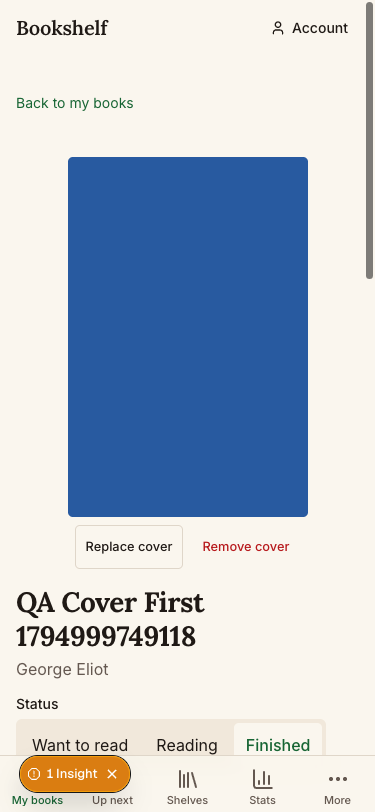 Bookshelf
Account
Back to my books
Replace cover
Remove cover
QA Cover First
1794999749118
George Eliot
Status
Want to read
Reading
Finished
1 Insight
My books
Up next
Shelves
Stats
More